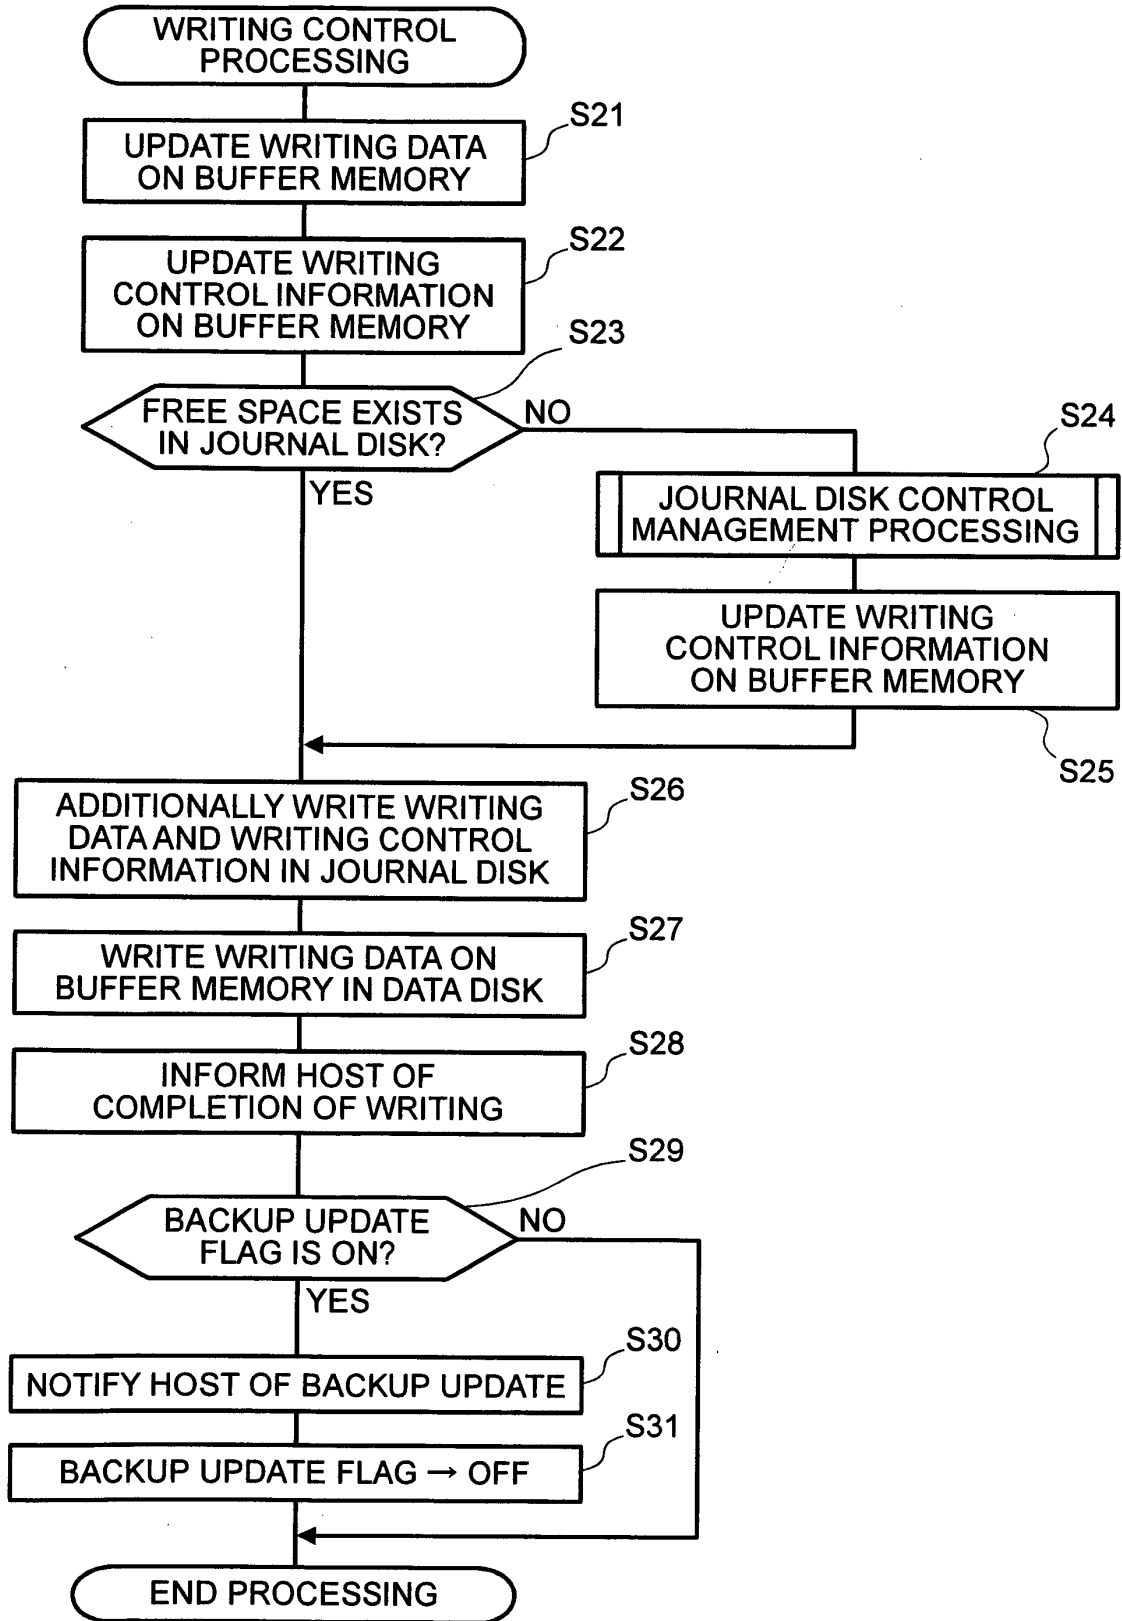 WRITING CONTROL
PROCESSING
S21
UPDATE WRITING DATA
ON BUFFER MEMORY
S22
UPDATE WRITING
CONTROL INFORMATION
ON BUFFER MEMORY
S23
FREE SPACE EXISTS
IN JOURNAL DISK?
NO
YES
S24
JOURNAL DISK CONTROL
MANAGEMENT PROCESSING
UPDATE WRITING
CONTROL INFORMATION
ON BUFFER MEMORY
S25
S26
ADDITIONALLY WRITE WRITING
DATA AND WRITING CONTROL
INFORMATION IN JOURNAL DISK
S27
WRITE WRITING DATA ON
BUFFER MEMORY IN DATA DISK
S28
INFORM HOST OF
COMPLETION OF WRITING
S29
BACKUP UPDATE
FLAG IS ON?
NO
YES
S30
NOTIFY HOST OF BACKUP UPDATE
S31
BACKUP UPDATE FLAG → OFF
END PROCESSING